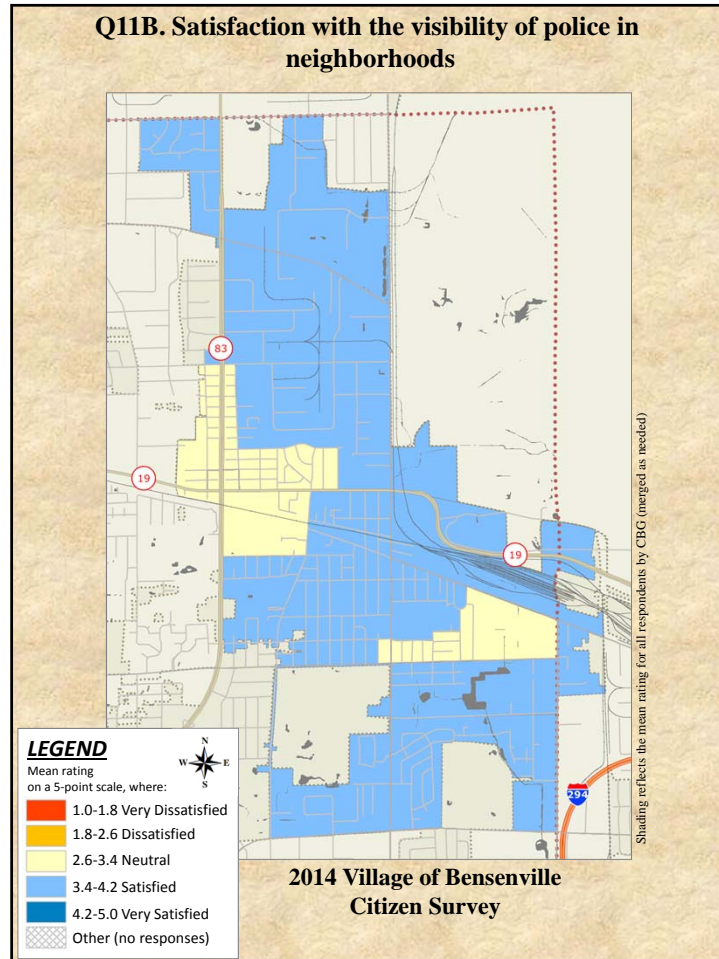 Q11B. Satisfaction with the visibility of police in
neighborhoods
83
19
19
294
Shading reflects the mean rating for all respondents by CBG (merged as needed)
LEGEND
N
W E
S
Mean rating
on a 5-point scale, where:
1.0-1.8 Very Dissatisfied
1.8-2.6 Dissatisfied
2.6-3.4 Neutral
3.4-4.2 Satisfied
4.2-5.0 Very Satisfied
Other (no responses)
2014 Village of Bensenville
Citizen Survey